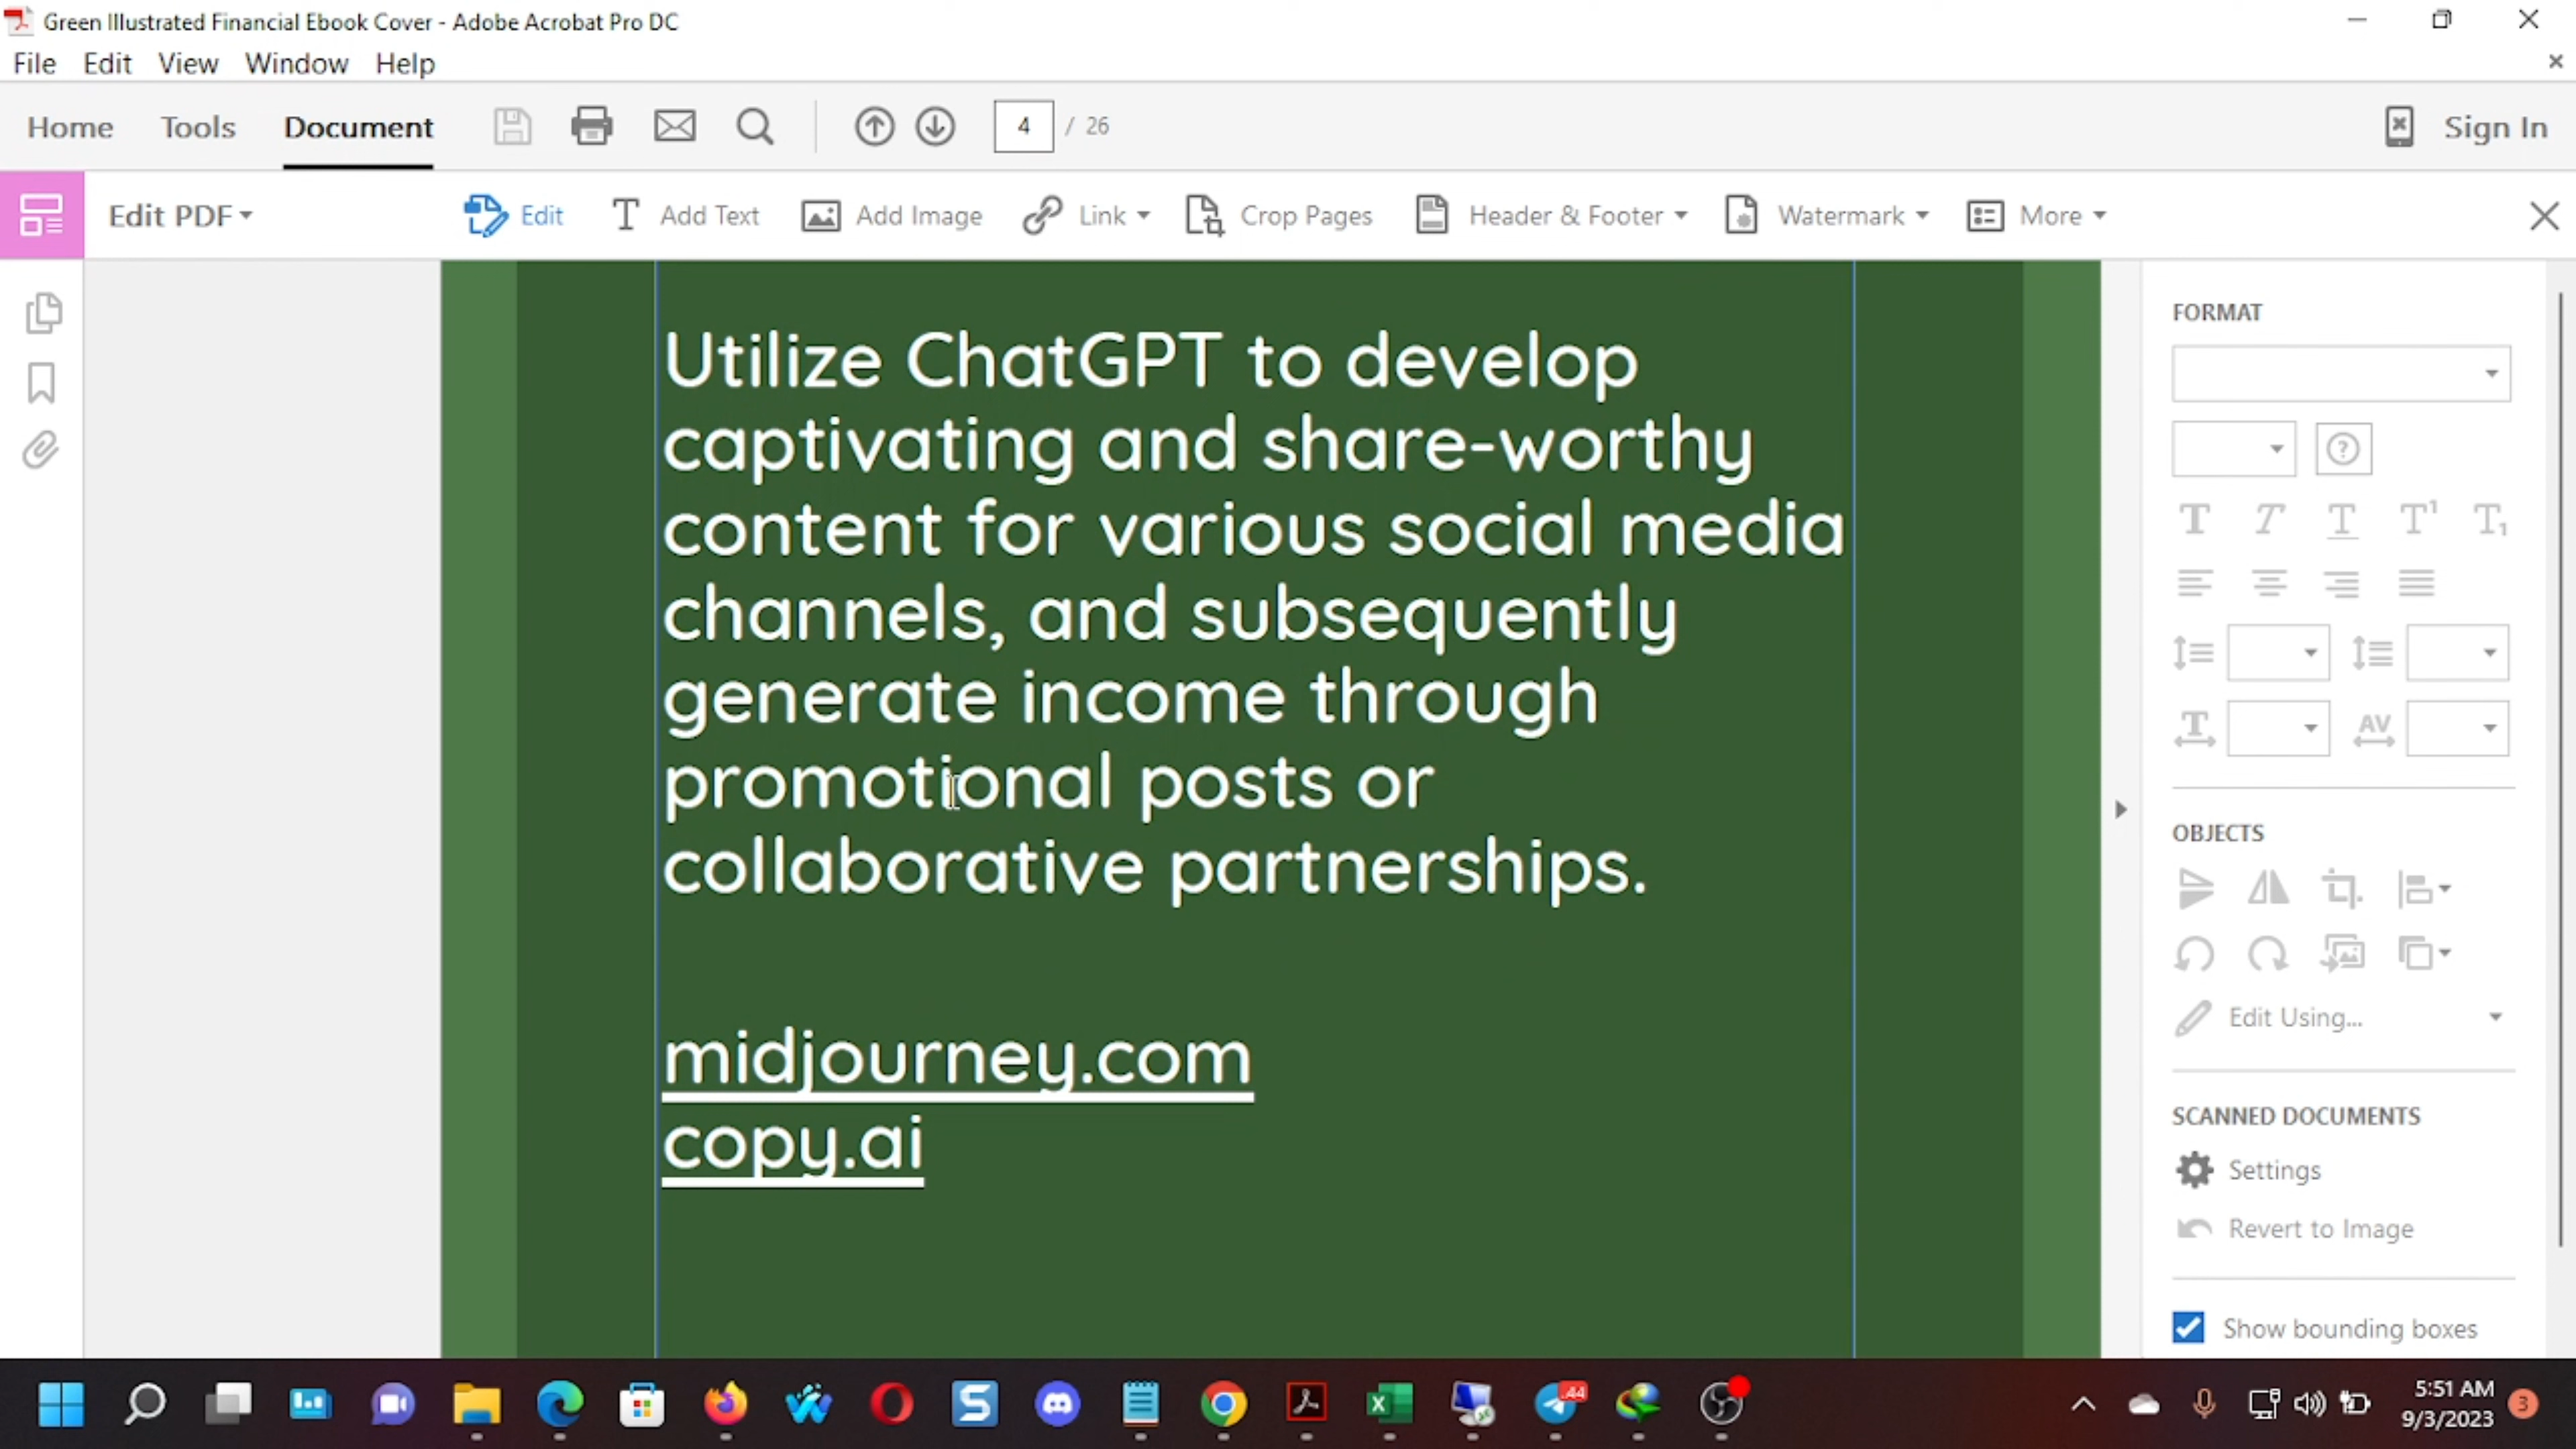 Green Illustrated Financial Ebook Cover - Adobe Acrobat Pro DC
File Edit View Window Help
Home Tools Document 4 / 26 Sign In
Edit PDF Edit Add Text Add Image Link Crop Pages Header & Footer Watermark More
FORMAT
Utilize ChatGPT to develop
captivating and share-worthy
content for various social media
channels, and subsequently
generate income through
promotional posts or
collaborative partnerships.
midjourney.com
copy.ai
OBJECTS
Edit Using...
SCANNED DOCUMENTS
Settings
Revert to Image
Show bounding boxes
44
5:51 AM
9/3/2023
3